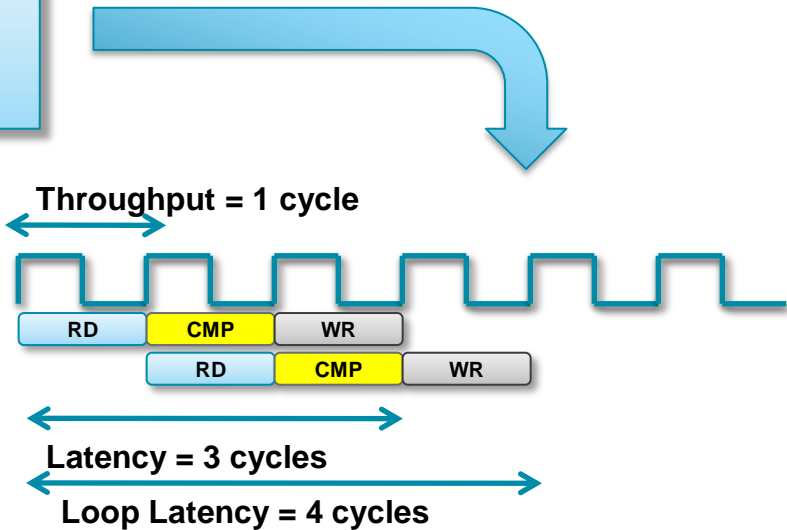 Throughput = 1 cycle
RD CMP WR
RD CMP WR
Latency = 3 cycles
Loop Latency = 4 cycles